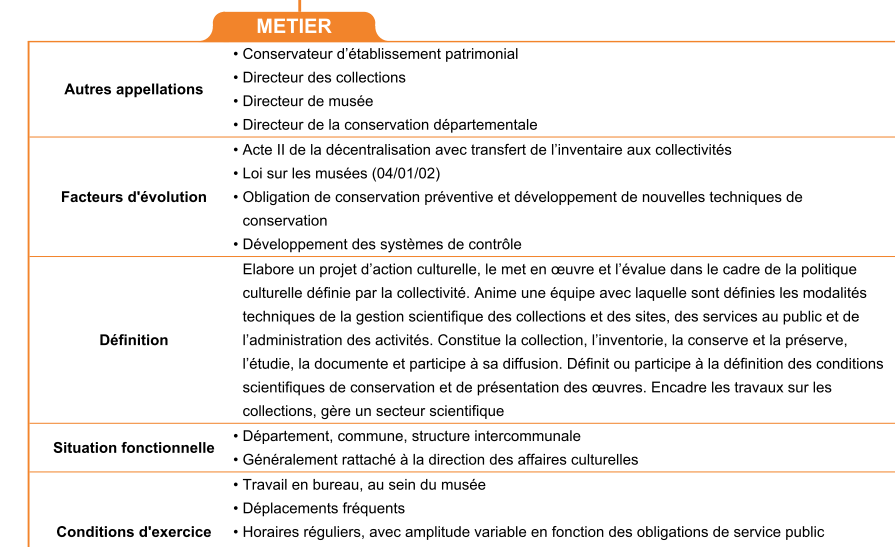 METIER
Autres appellations
• Conservateur d’établissement patrimonial
• Directeur des collections
• Directeur de musée
• Directeur de la conservation départementale
Facteurs d'évolution
• Acte II de la décentralisation avec transfert de l’inventaire aux collectivités
• Loi sur les musées (04/01/02)
• Obligation de conservation préventive et développement de nouvelles techniques de
conservation
• Développement des systèmes de contrôle
Définition
Elabore un projet d’action culturelle, le met en œuvre et l’évalue dans le cadre de la politique
culturelle définie par la collectivité. Anime une équipe avec laquelle sont définies les modalités
techniques de la gestion scientifique des collections et des sites, des services au public et de
l’administration des activités. Constitue la collection, l’inventorie, la conserve et la préserve,
l’étudie, la documente et participe à sa diffusion. Définit ou participe à la définition des conditions
scientifiques de conservation et de présentation des œuvres. Encadre les travaux sur les
collections, gère un secteur scientifique
Situation fonctionnelle
• Département, commune, structure intercommunale
• Généralement rattaché à la direction des affaires culturelles
Conditions d'exercice
• Travail en bureau, au sein du musée
• Déplacements fréquents
• Horaires réguliers, avec amplitude variable en fonction des obligations de service public